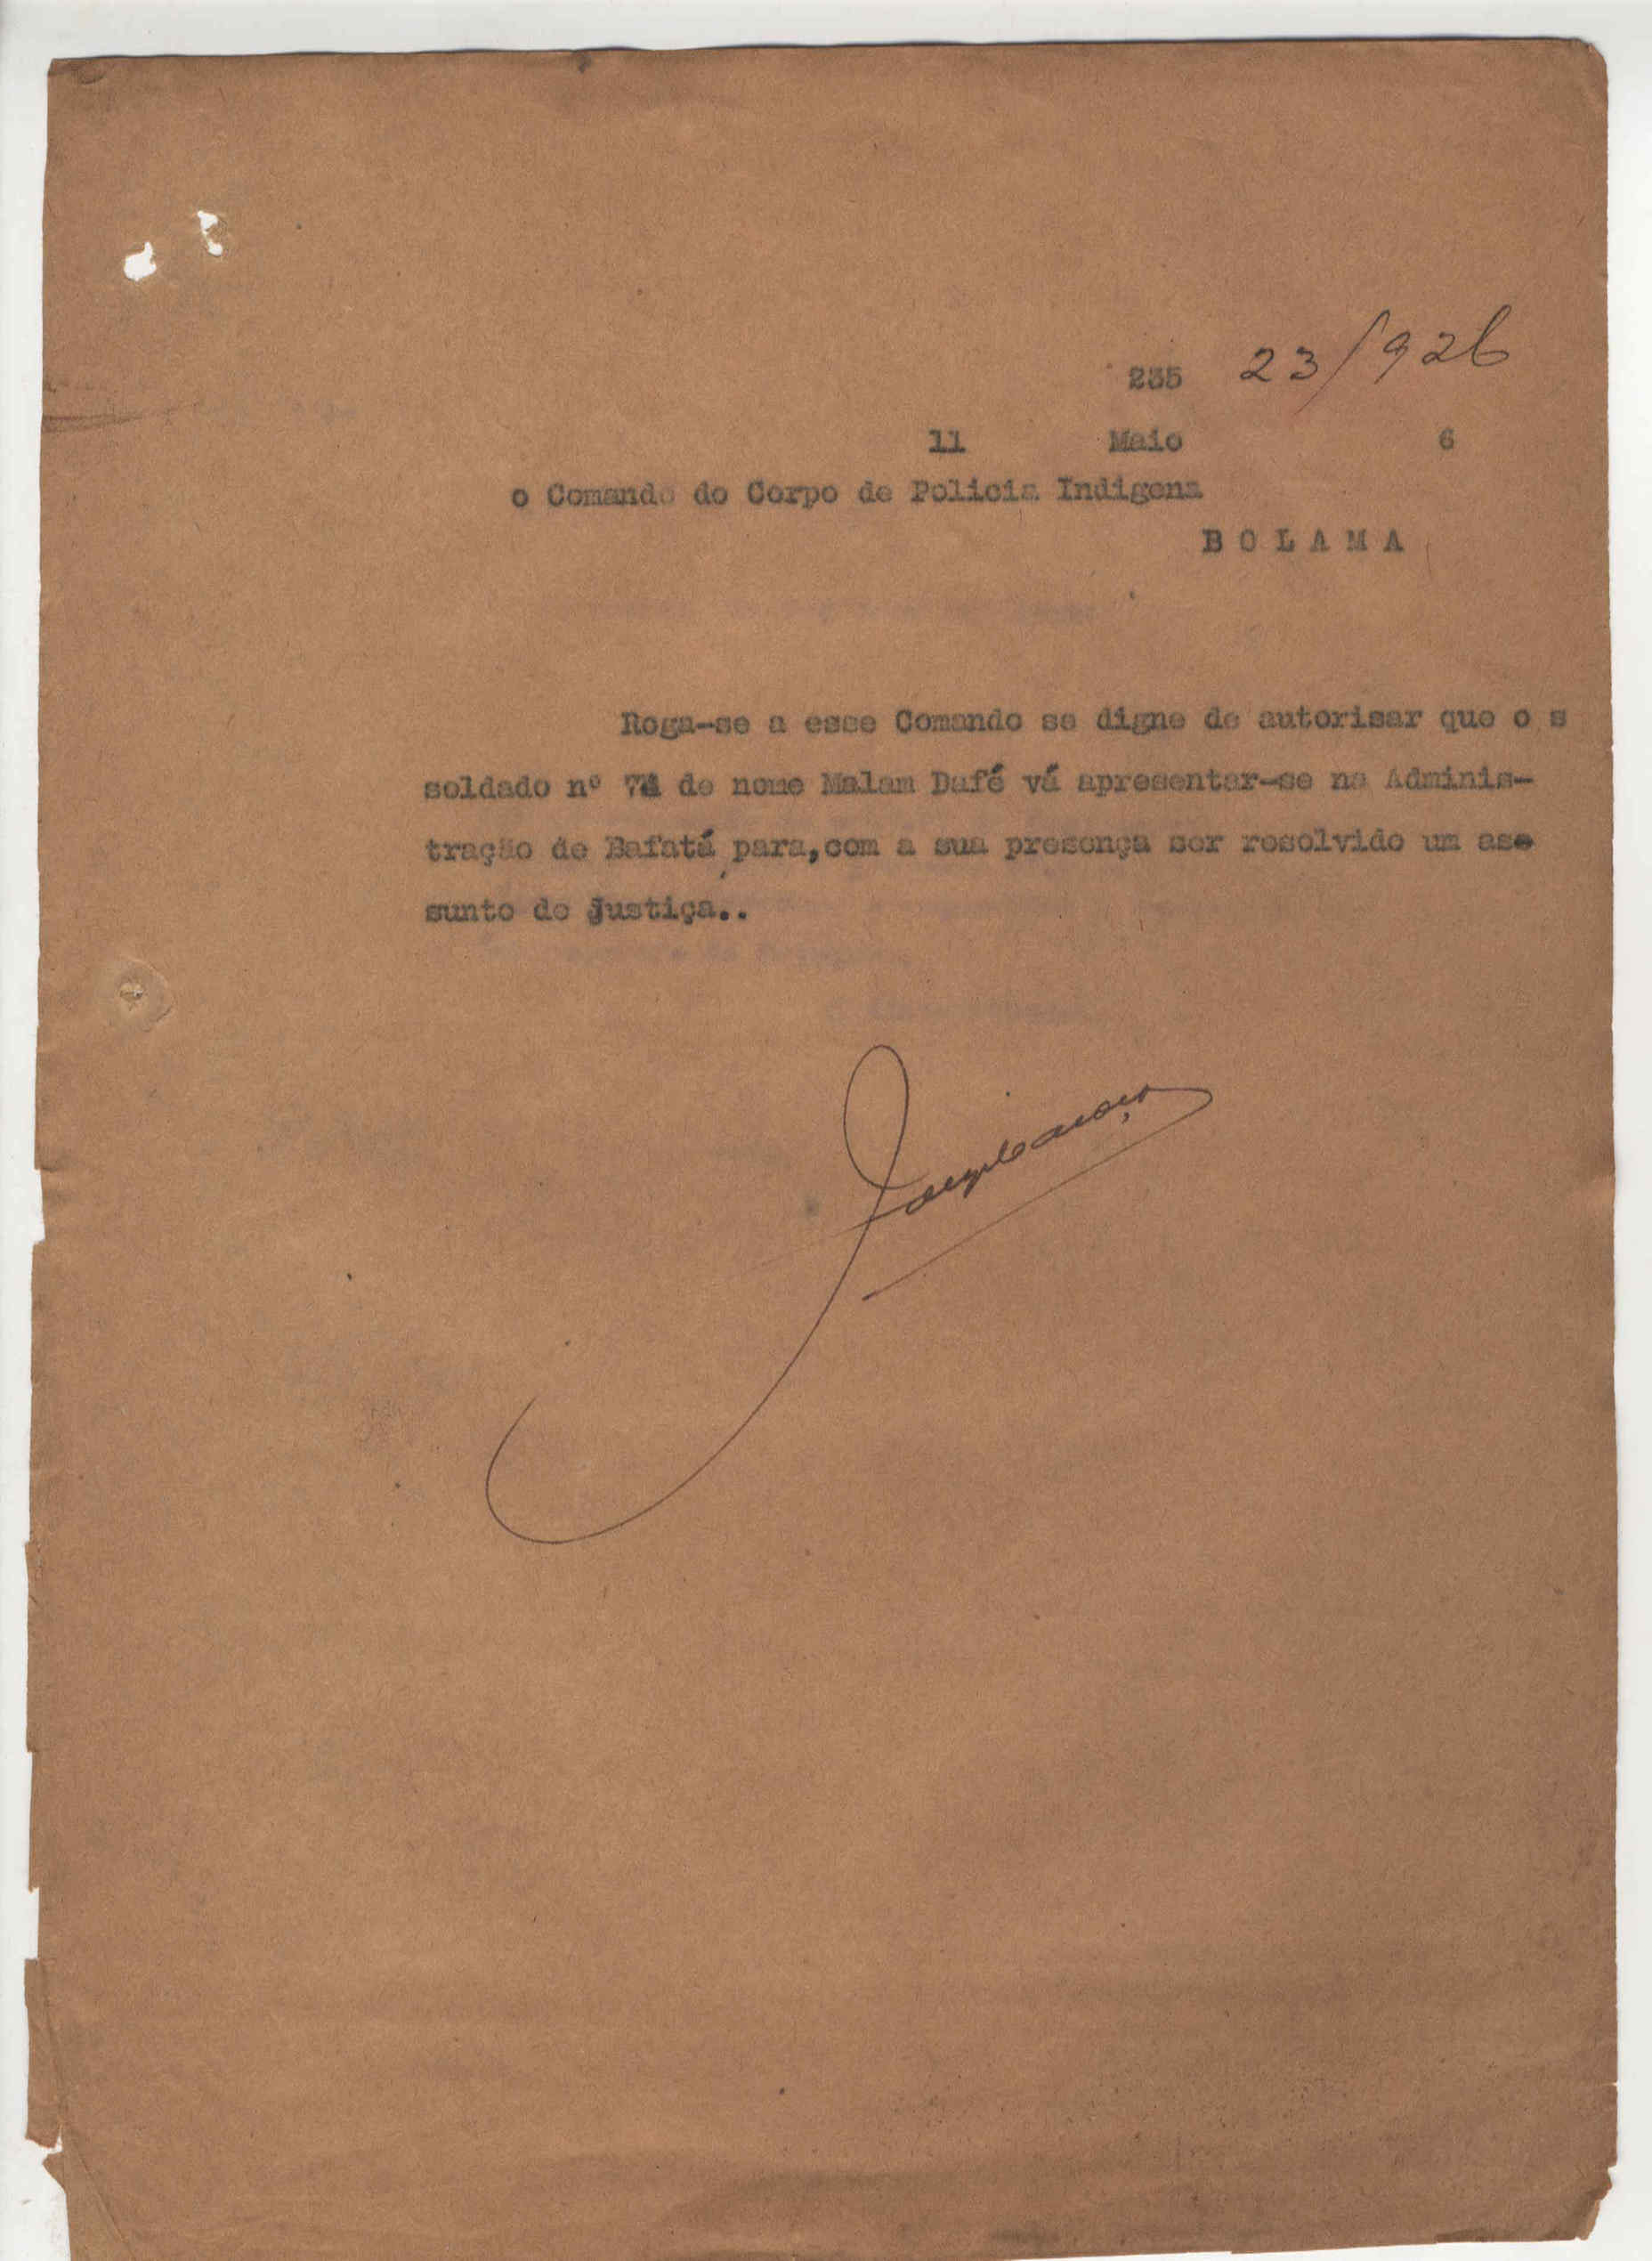 235 23/926
11 Maio 6
o Comando do Corpo de Policia Indigena
BOLAMA
Roga-se a esse Comando se digne de autorisar que o s
soldado nº de nome Malam Dafé vá apresentar-se na Adminis-
tração de Bafatá para,com a sua presença ser resolvido um as
sunto de Justiça..